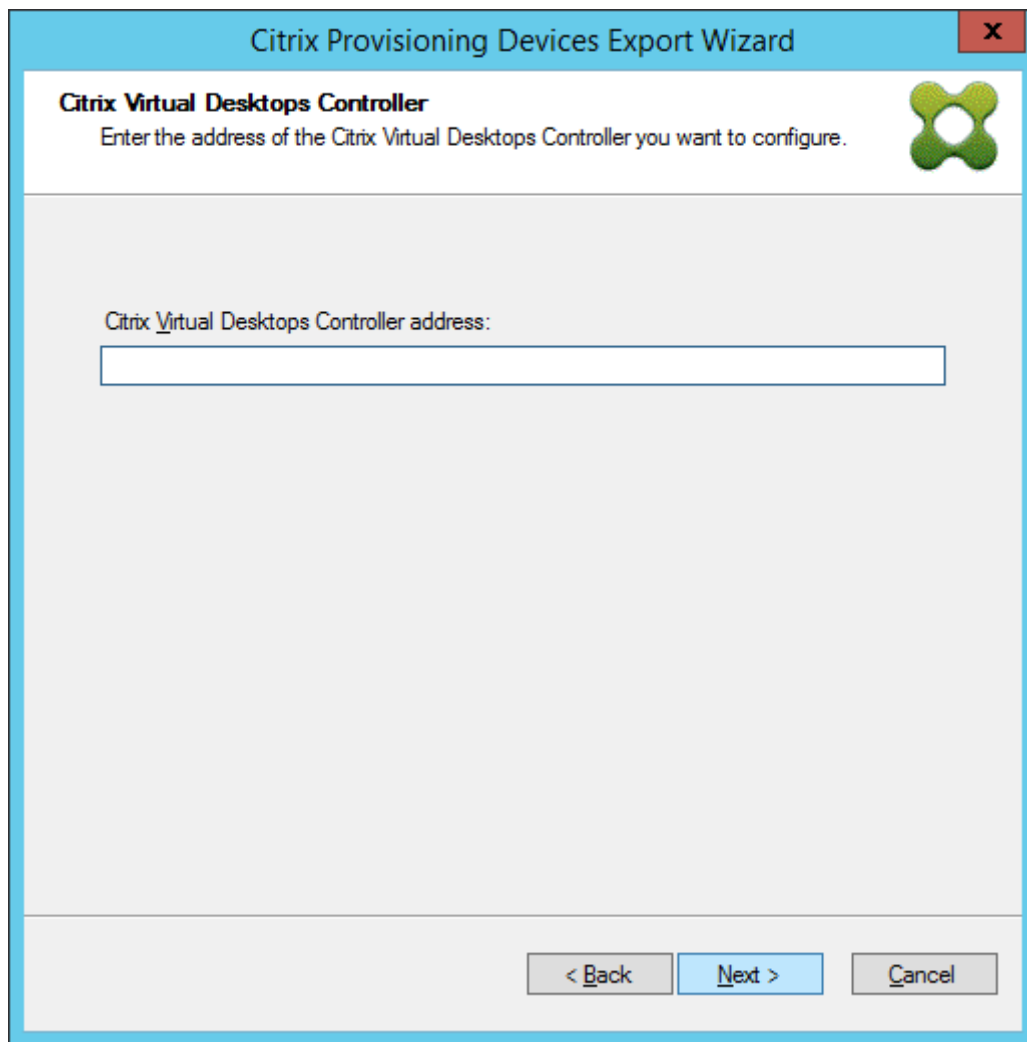 Citrix Provisioning Devices Export Wizard
x
Citrix Virtual Desktops Controller
Enter the address of the Citrix Virtual Desktops Controller you want to configure.
Citrix Virtual Desktops Controller address:
< Back Next > Cancel